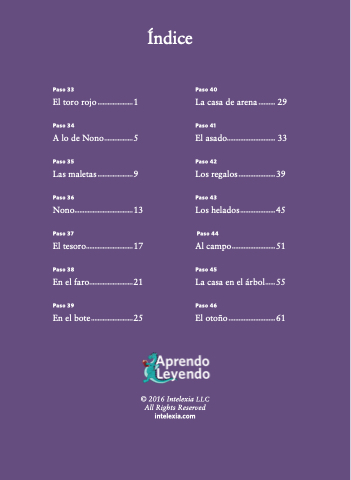 Índice
Paso 33
El toro rojo ................... 1
Paso 34
A lo de Nono............... 5
Paso 35
Las maletas ................... 9
Paso 36
Nono.............................. 13
Paso 37
El tesoro ........................ 17
Paso 38
En el faro....................... 21
Paso 39
En el bote ...................... 25
Paso 40
La casa de arena ......... 29
Paso 41
El asado.......................... 33
Paso 42
Los regalos .................... 39
Paso 43
Los helados................... 45
Paso 44
Al campo....................... 51
Paso 45
La casa en el árbol...... 55
Paso 46
El otoño ......................... 61
Aprendo
Leyendo
© 2016 Intelexia LLC
All Rights Reserved
intelexia.com